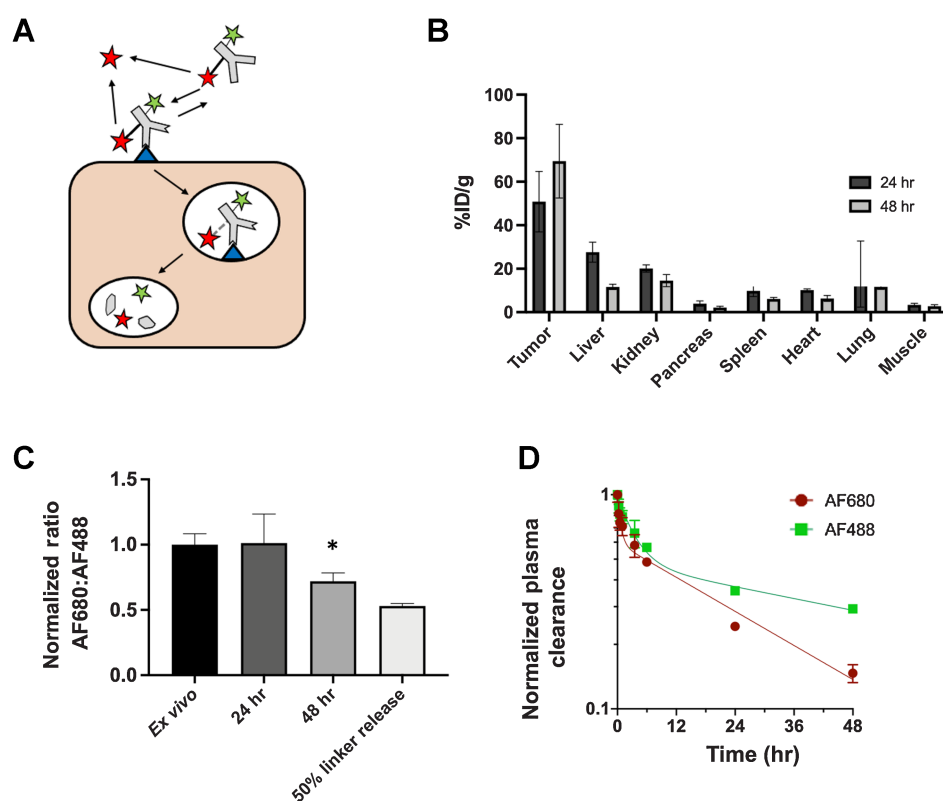 A
B
%ID/g
100
80
60
40
20
0
24 hr
48 hr
Tumor
Liver
Kidney
Pancreas
Spleen
Heart
Lung
Muscle
C
Normalized ratio
AF680:AF488
1.5
1.0
0.5
0.0
*
Ex vivo
24 hr
48 hr
50% linker release
D
Normalized plasma
clearance
1
0.1
AF680
AF488
0
12
24
36
48
Time (hr)